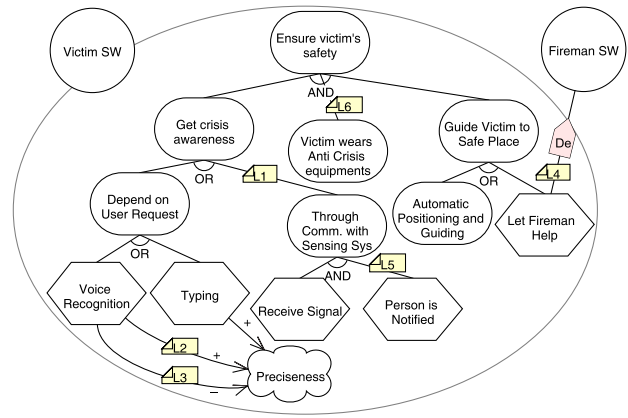 Victim SW
Ensure victim's
safety
Fireman SW
AND
L6
Get crisis
awareness
Victim wears
Anti Crisis
equipments
Guide Victim to
Safe Place
De
OR
L1
OR
L4
Depend on
User Request
Through
Comm. with
Sensing Sys
Automatic
Positioning and
Guiding
Let Fireman
Help
OR
AND
L5
Voice
Recognition
Typing
Receive Signal
Person is
Notified
+
L2
+
L3
–
Preciseness